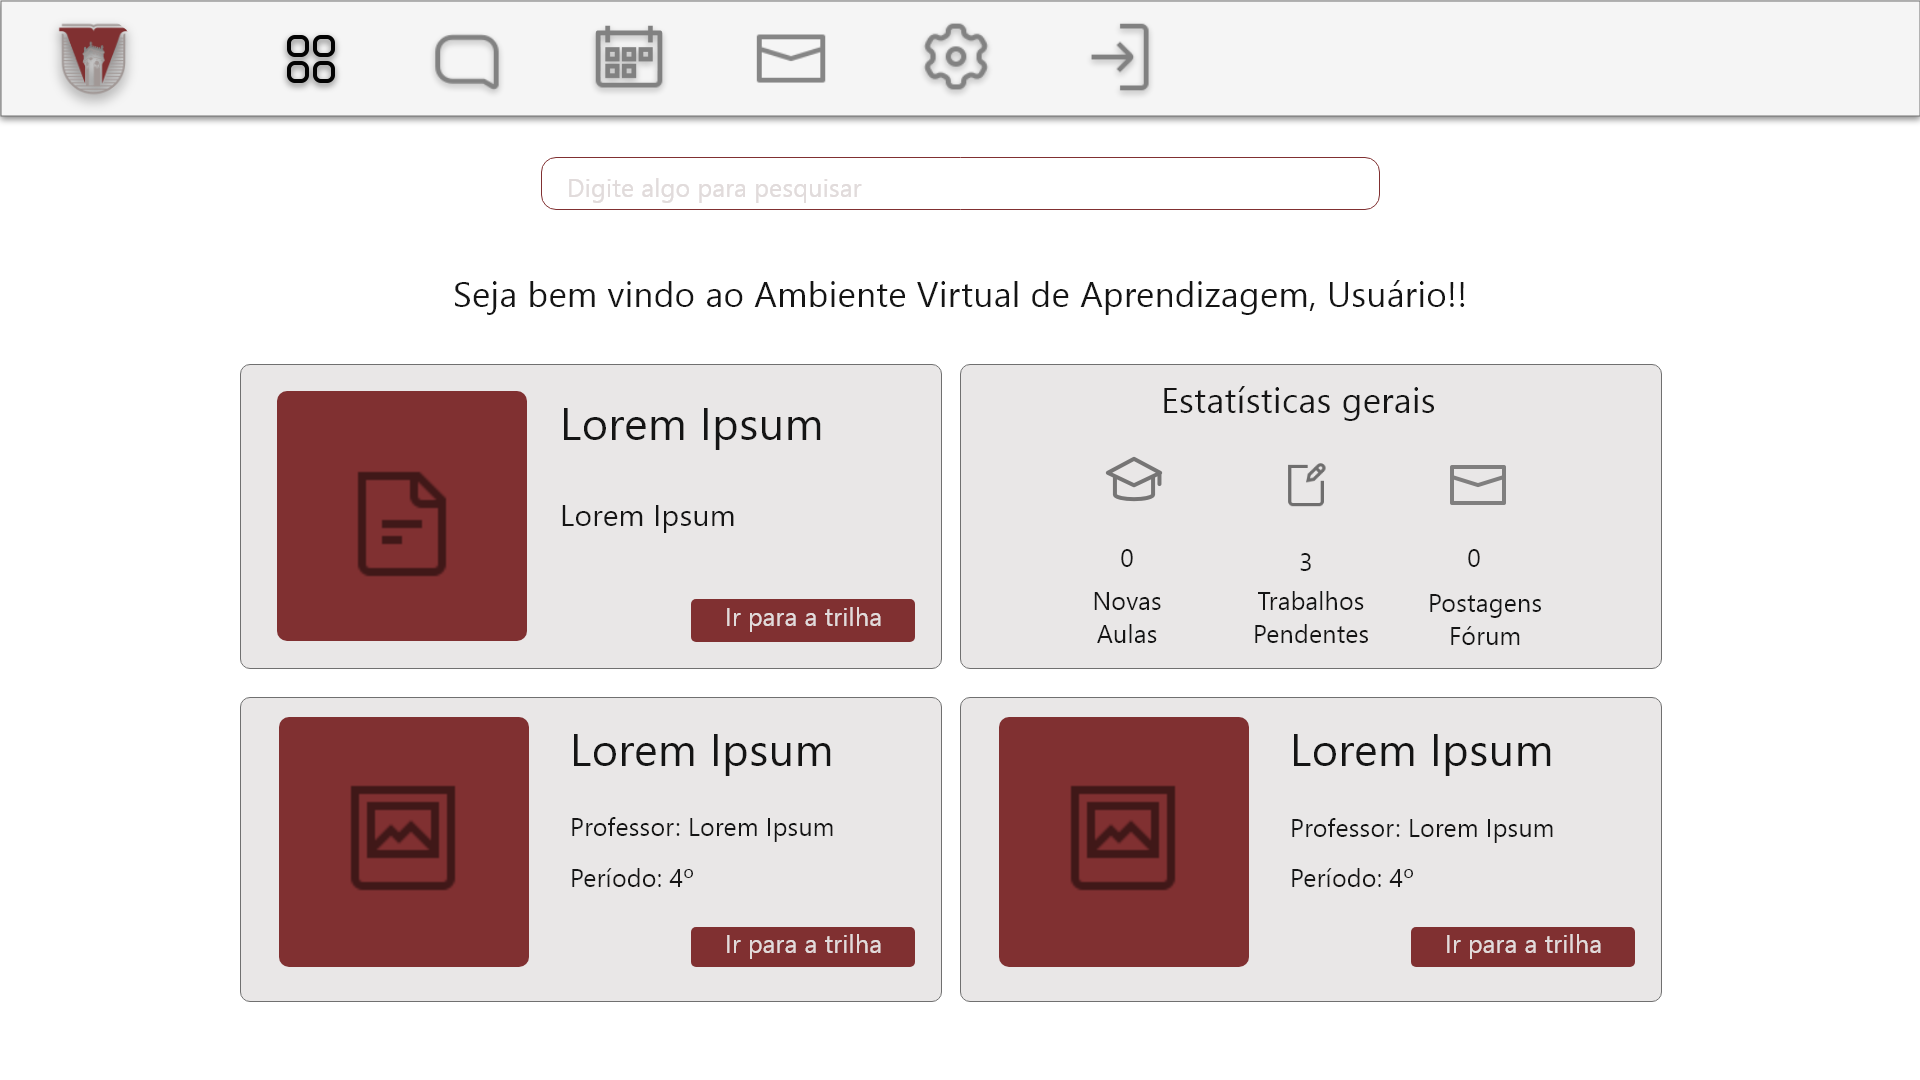 Digite algo para pesquisar
Seja bem vindo ao Ambiente Virtual de Aprendizagem, Usuário!!
Lorem Ipsum
Lorem Ipsum
Ir para a trilha
Estatísticas gerais
0
Novas
Aulas
3
Trabalhos
Pendentes
0
Postagens
Fórum
Lorem Ipsum
Professor: Lorem Ipsum
Período: 4º
Ir para a trilha
Lorem Ipsum
Professor: Lorem Ipsum
Período: 4º
Ir para a trilha